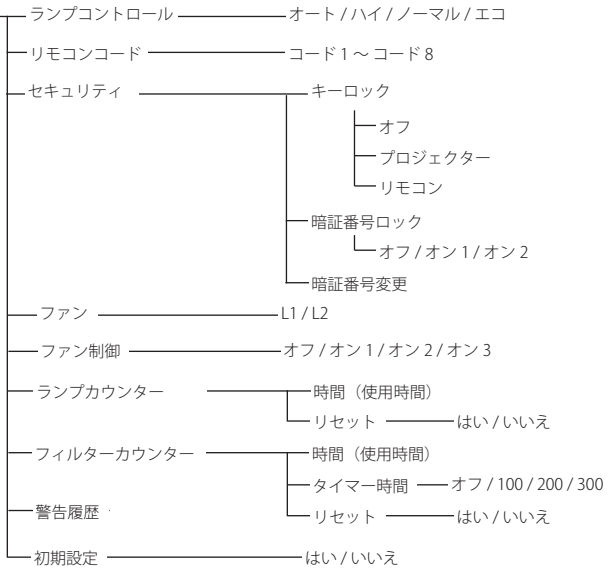 ランプコントロール オート / ハイ / ノーマル / エコ
リモコンコード コード 1 ～ コード 8
セキュリティ キーロック
オフ
プロジェクター
リモコン
暗証番号ロック
オフ / オン 1 / オン 2
暗証番号変更
ファン L1 / L2
ファン制御 オフ / オン 1 / オン 2 / オン 3
ランプカウンター 時間（使用時間）
リセット はい / いいえ
フィルターカウンター 時間（使用時間）
タイマー時間 オフ / 100 / 200 / 300
警告履歴 リセット はい / いいえ
初期設定 はい / いいえ